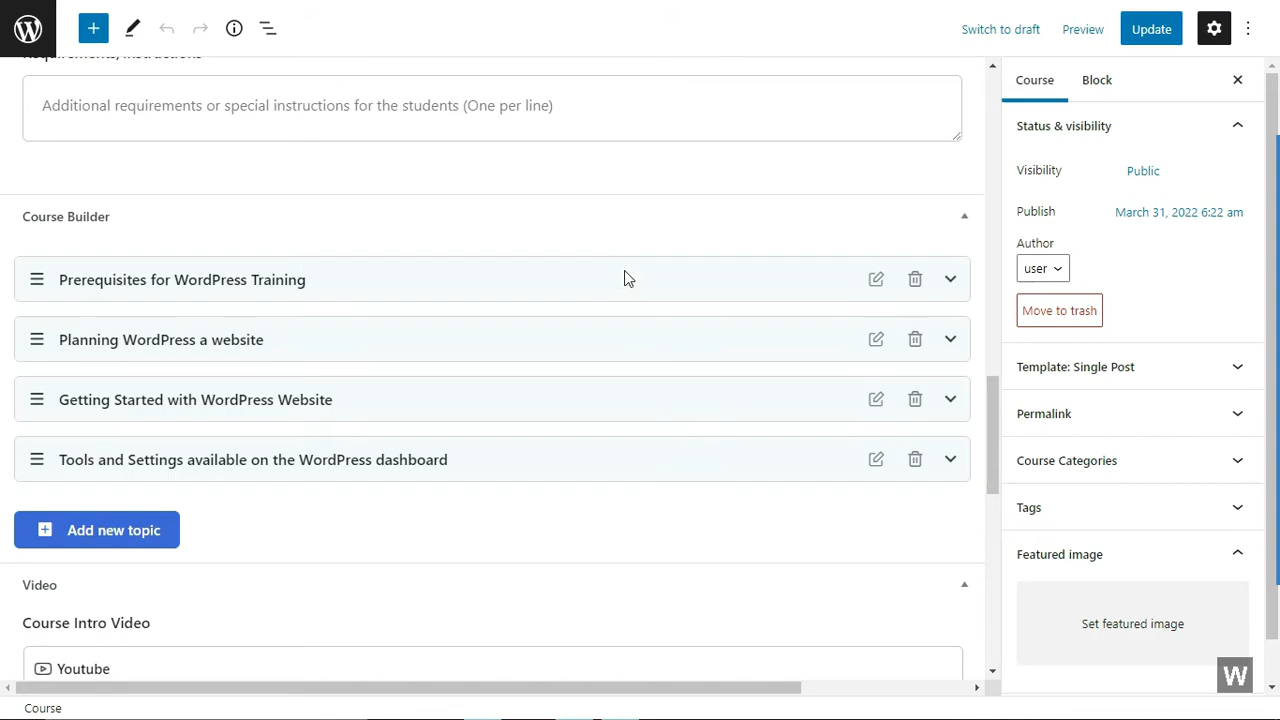 Switch to draft
Preview
Update
Requirements/Instructions
Additional requirements or special instructions for the students (One per line)
Course Builder
Prerequisites for WordPress Training
Planning WordPress a website
Getting Started with WordPress Website
Tools and Settings available on the WordPress dashboard
Add new topic
Video
Course Intro Video
Youtube
Course
Block
Status & visibility
Visibility
Public
Publish
March 31, 2022 6:22 am
Author
user
Move to trash
Template: Single Post
Permalink
Course Categories
Tags
Featured image
Set featured image
W
Course